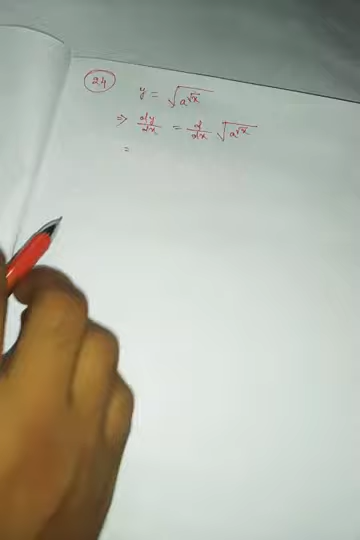 24
y = √(a^√x)
⇒ dy/dx = d/dx √(a^√x)
=